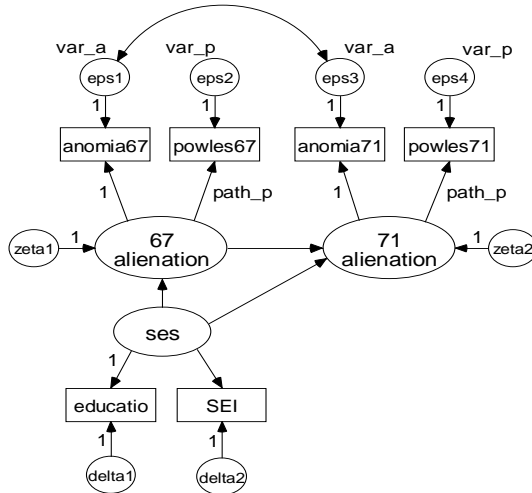 var_a var_p var_a var_p
eps1 eps2 eps3 eps4
1 1 1 1
anomia67 powles67 anomia71 powles71
1 path_p 1 path_p
zeta1 1 67 alienation 71 alienation 1 zeta2
ses
1
educatio SEI
1 1
delta1 delta2